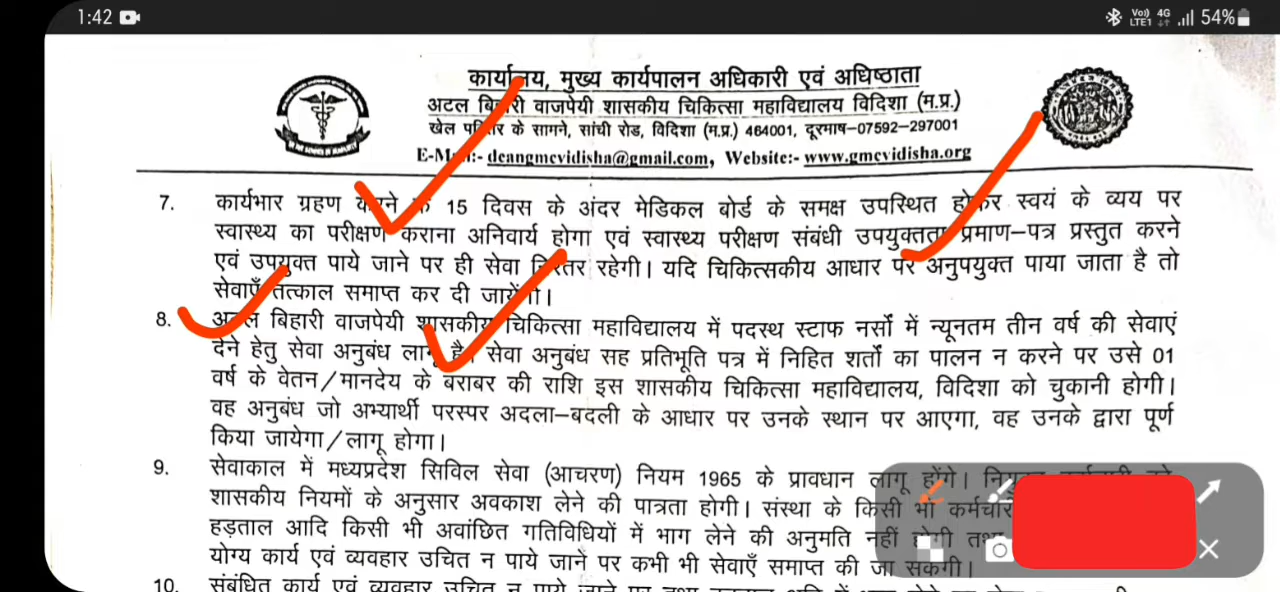 1:42
Vo)) 4G
LTE1
54%
कार्यालय, मुख्य कार्यपालन अधिकारी एवं अधिष्ठाता
अटल बिहारी वाजपेयी शासकीय चिकित्सा महाविद्यालय विदिशा (म.प्र.)
खेल परिसर के सामने, सांची रोड, विदिशा (म.प्र.) 464001, दूरभाष-07592-297001
E-Mail:- deangmcvidisha@gmail.com, Website:- www.gmcvidisha.org
7. कार्यभार ग्रहण करने के 15 दिवस के अंदर मेडिकल बोर्ड के समक्ष उपस्थित होकर स्वयं के व्यय पर
स्वास्थ्य का परीक्षण कराना अनिवार्य होगा एवं स्वास्थ्य परीक्षण संबंधी उपयुक्तता प्रमाण-पत्र प्रस्तुत करने
एवं उपयुक्त पाये जाने पर ही सेवा निरंतर रहेगी। यदि चिकित्सकीय आधार पर अनुपयुक्त पाया जाता है तो
सेवाएँ तत्काल समाप्त कर दी जायेंगी।
8. अटल बिहारी वाजपेयी शासकीय चिकित्सा महाविद्यालय में पदस्थ स्टाफ नर्सो में न्यूनतम तीन वर्ष की सेवाएं
देने हेतु सेवा अनुबंध लागू है। सेवा अनुबंध सह प्रतिभूति पत्र में निहित शर्तो का पालन न करने पर उसे 01
वर्ष के वेतन/मानदेय के बराबर की राशि इस शासकीय चिकित्सा महाविद्यालय, विदिशा को चुकानी होगी।
वह अनुबंध जो अभ्यार्थी परस्पर अदला-बदली के आधार पर उनके स्थान पर आएगा, वह उनके द्वारा पूर्ण
किया जायेगा/लागू होगा।
9. सेवाकाल में मध्यप्रदेश सिविल सेवा (आचरण) नियम 1965 के प्रावधान लागू होंगे।
शासकीय नियमों के अनुसार अवकाश लेने की पात्रता होगी। संस्था के किसी भी
हड़ताल आदि किसी भी अवांछित गतिविधियों में भाग लेने की अनुमति नहीं होगी
योग्य कार्य एवं व्यवहार उचित न पाये जाने पर कभी भी सेवाएँ समाप्त की जा सकेगी।
10. संबंधित कार्य एवं व्यवहार उचित न पाये जाने पर